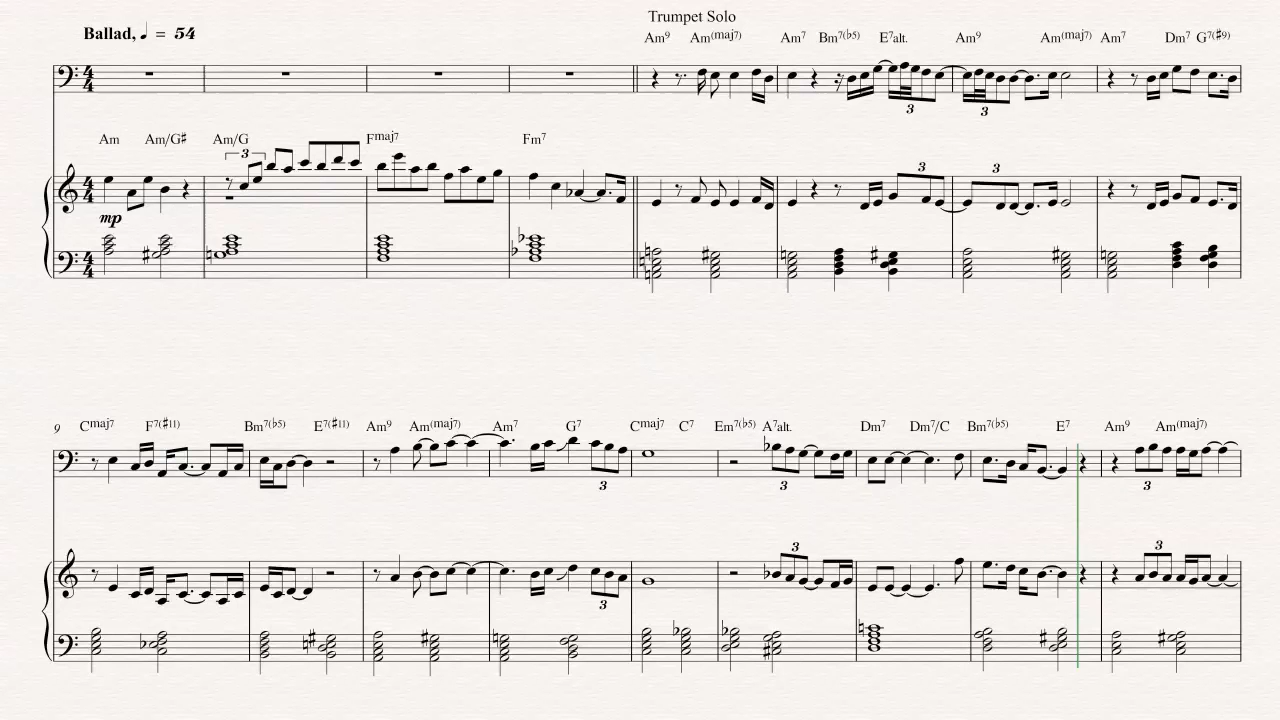 Trumpet Solo
Ballad, ♩ = 54
Am9 Am(maj7) Am7 Bm7(b5) E7alt. Am9 Am(maj7) Am7 Dm7 G7(♯9)
3 3
Am Am/G♯ Am/G Fmaj7 Fm7
3 3 3
mp
9 Cmaj7 F7(♯11) Bm7(b5) E7(♯11) Am9 Am(maj7) Am7 G7 Cmaj7 C7 Em7(b5) A7alt. Dm7 Dm7/C Bm7(b5) E7 Am9 Am(maj7)
3 3 3
3 3 3